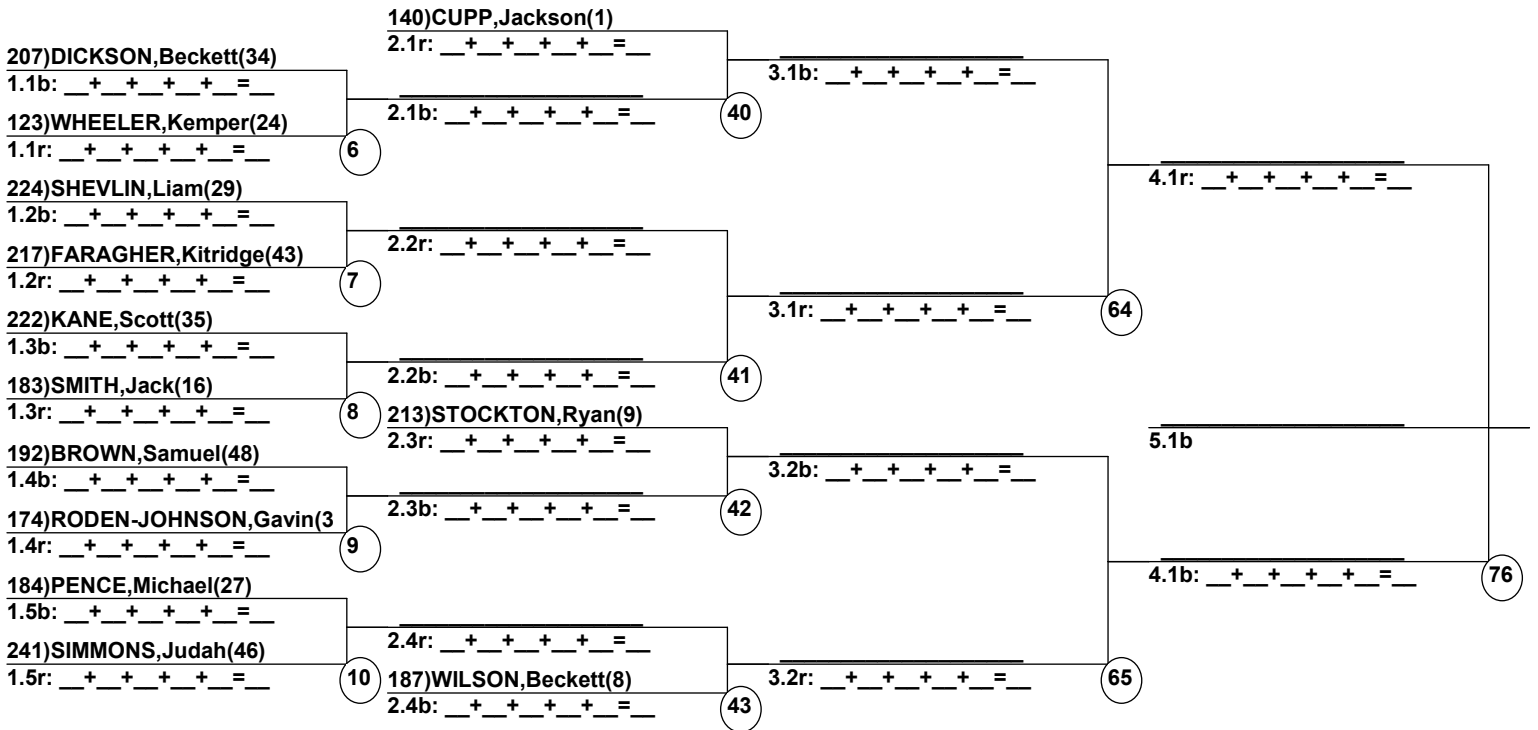 140)CUPP,Jackson(1)
2.1r: __+__+__+__+__=__
207)DICKSON,Beckett(34)
1.1b: __+__+__+__+__=__
3.1b: __+__+__+__+__=__
2.1b: __+__+__+__+__=__
40
123)WHEELER,Kemper(24)
1.1r: __+__+__+__+__=__
6
4.1r: __+__+__+__+__=__
224)SHEVLIN,Liam(29)
1.2b: __+__+__+__+__=__
2.2r: __+__+__+__+__=__
217)FARAGHER,Kitridge(43)
1.2r: __+__+__+__+__=__
7
3.1r: __+__+__+__+__=__
64
222)KANE,Scott(35)
1.3b: __+__+__+__+__=__
2.2b: __+__+__+__+__=__
41
183)SMITH,Jack(16)
1.3r: __+__+__+__+__=__
8
213)STOCKTON,Ryan(9)
2.3r: __+__+__+__+__=__
5.1b
192)BROWN,Samuel(48)
1.4b: __+__+__+__+__=__
3.2b: __+__+__+__+__=__
2.3b: __+__+__+__+__=__
42
174)RODEN-JOHNSON,Gavin(3
1.4r: __+__+__+__+__=__
9
4.1b: __+__+__+__+__=__
76
184)PENCE,Michael(27)
1.5b: __+__+__+__+__=__
2.4r: __+__+__+__+__=__
241)SIMMONS,Judah(46)
1.5r: __+__+__+__+__=__
10
187)WILSON,Beckett(8)
3.2r: __+__+__+__+__=__
65
2.4b: __+__+__+__+__=__
43